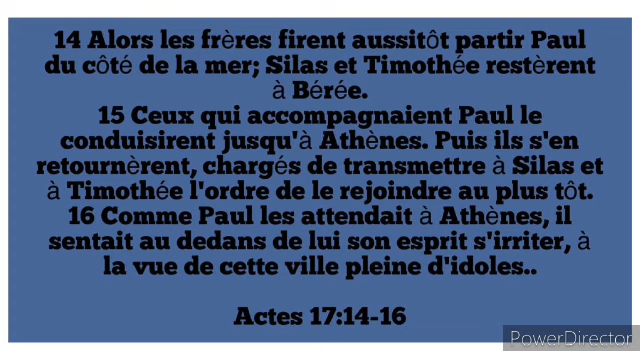 14 Alors les frères firent aussitôt partir Paul
du côté de la mer; Silas et Timothée restèrent
à Bérée.
15 Ceux qui accompagnaient Paul le
conduisirent jusqu'à Athènes. Puis ils s'en
retournèrent, chargés de transmettre à Silas et
à Timothée l'ordre de le rejoindre au plus tôt.
16 Comme Paul les attendait à Athènes, il
sentait au dedans de lui son esprit s'irriter, à
la vue de cette ville pleine d'idoles..
Actes 17:14-16
PowerDirector